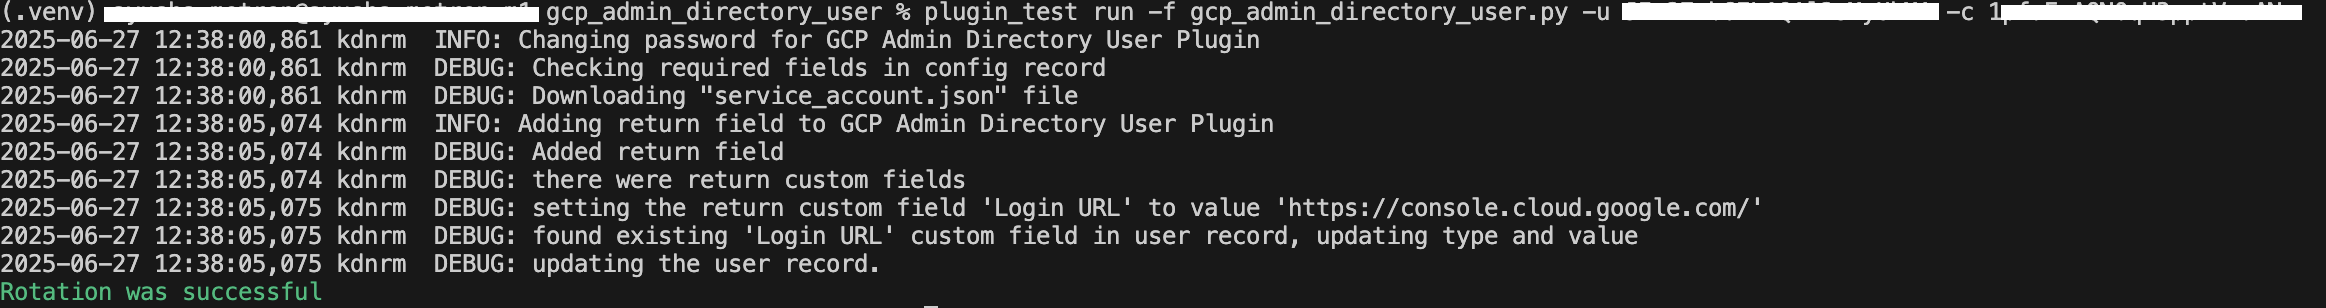 (.venv) gcp_admin_directory_user % plugin_test run -f gcp_admin_directory_user.py -u -c
2025-06-27 12:38:00,861 kdnrm  INFO: Changing password for GCP Admin Directory User Plugin
2025-06-27 12:38:00,861 kdnrm  DEBUG: Checking required fields in config record
2025-06-27 12:38:00,861 kdnrm  DEBUG: Downloading "service_account.json" file
2025-06-27 12:38:05,074 kdnrm  INFO: Adding return field to GCP Admin Directory User Plugin
2025-06-27 12:38:05,074 kdnrm  DEBUG: Added return field
2025-06-27 12:38:05,074 kdnrm  DEBUG: there were return custom fields
2025-06-27 12:38:05,075 kdnrm  DEBUG: setting the return custom field 'Login URL' to value 'https://console.cloud.google.com/'
2025-06-27 12:38:05,075 kdnrm  DEBUG: found existing 'Login URL' custom field in user record, updating type and value
2025-06-27 12:38:05,075 kdnrm  DEBUG: updating the user record.
Rotation was successful